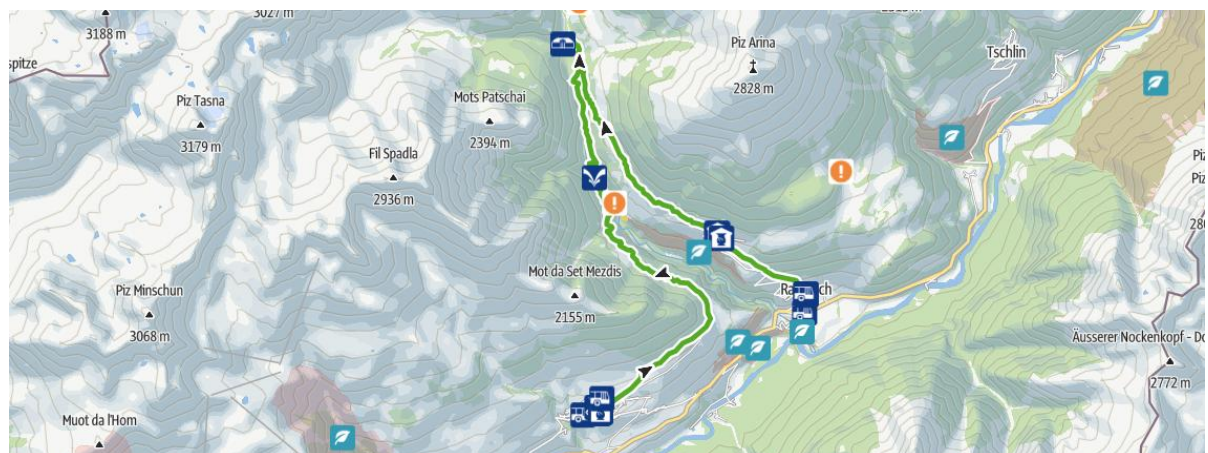 3027 m
3188 m
spitze
Piz Arina
2828 m
Tschlin
Piz Tasna
3179 m
Mots Patschai
2394 m
Fil Spadla
2936 m
Piz
Piz
Mot da Set Mezdis
2155 m
Piz Minschun
3068 m
Äusserer Nockenkopf - Do
2772 m
Muot da l'Hom